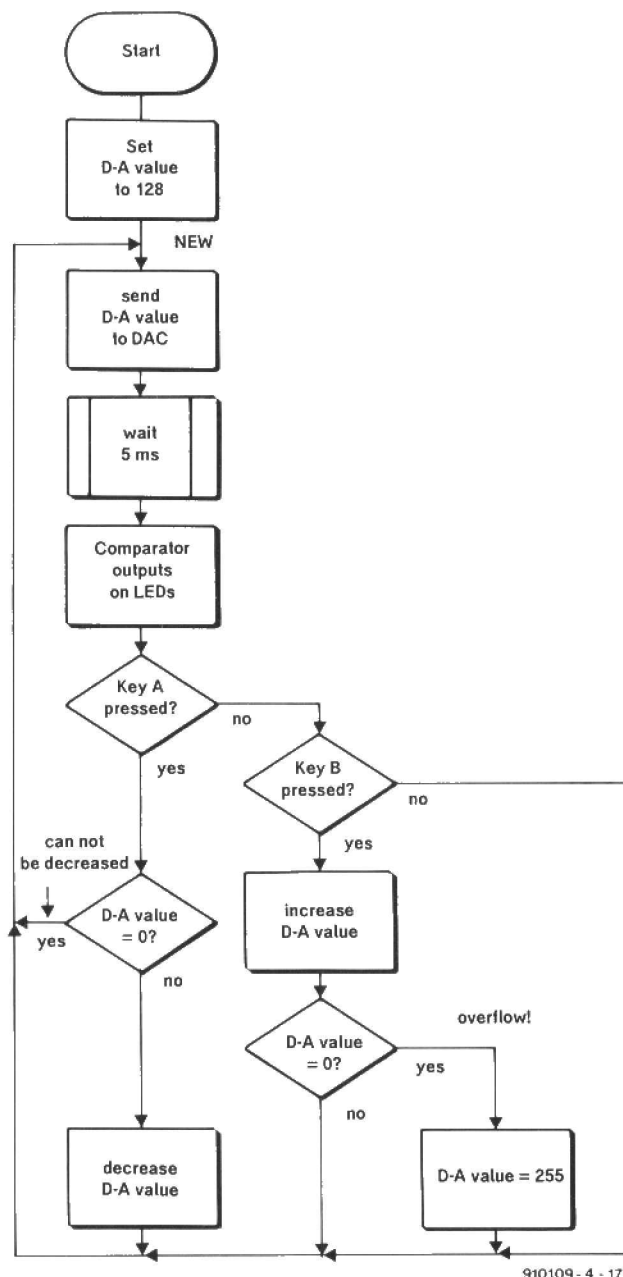 Start
Set
D-A value
to 128
NEW
send
D-A value
to DAC
wait
5 ms
Comparator
outputs
on LEDs
Key A
pressed?
no
yes
Key B
pressed?
no
yes
can not
be decreased
D-A value
= 0?
yes
no
increase
D-A value
D-A value
= 0?
overflow!
yes
no
decrease
D-A value
D-A value = 255
910109 - 4 - 17